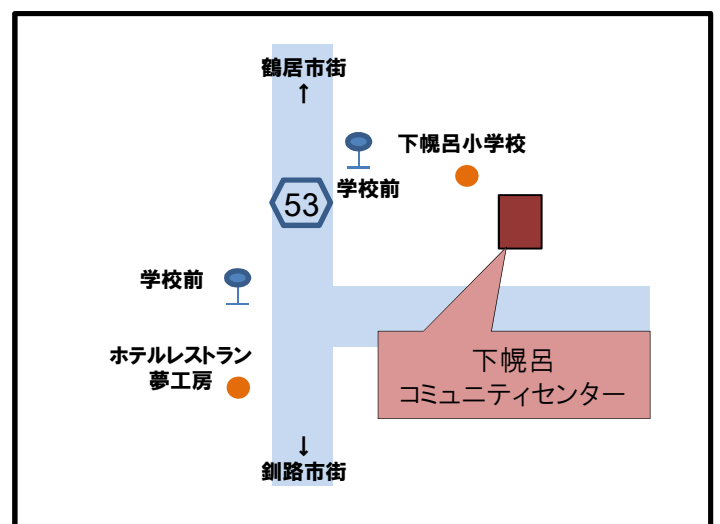 鶴居市街
↑
下幌呂小学校
学校前
53
学校前
ホテルレストラン
夢工房
下幌呂
コミュニティセンター
↓
釧路市街